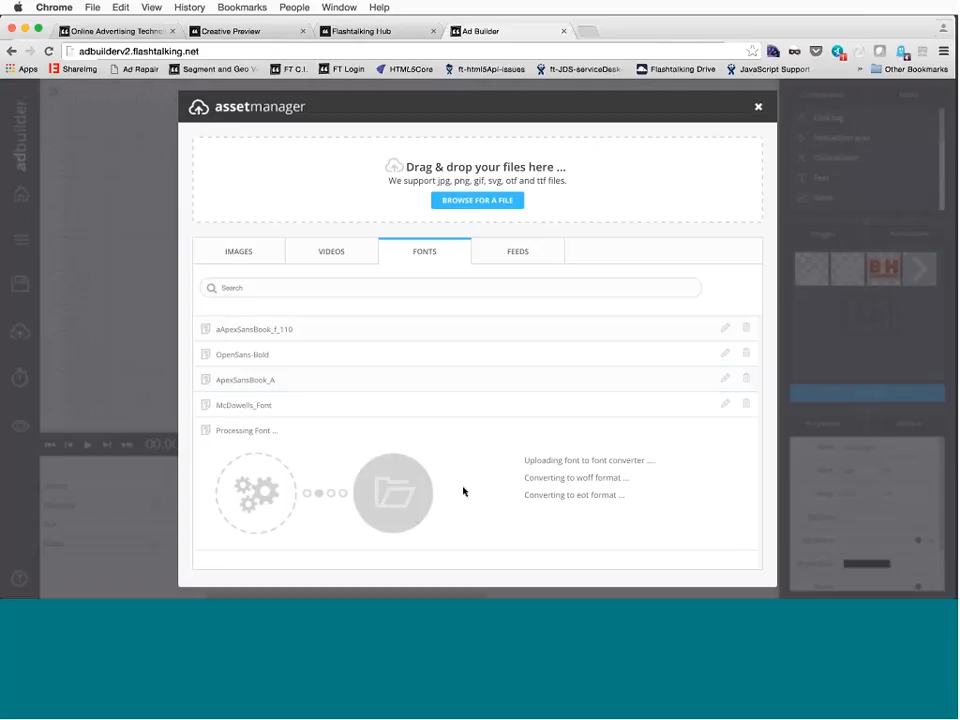 Chrome File Edit View History Bookmarks People Window Help
Online Advertising Techn
Creative Preview
Flashtalking Hub
Ad Builder
adbuilderv2.flashtalking.net
Apps
ShareImg
Ad Repair
Segment and Geo V
FT C.I.
FT Login
HTML5Core
ft-html5Api-issues
ft-JDS-serviceDesk
Flashtalking Drive
JavaScript Support
»
Other Bookmarks
adbuilder
assetmanager
Drag & drop your files here ...
We support jpg, png, gif, svg, otf and ttf files.
BROWSE FOR A FILE
IMAGES
VIDEOS
FONTS
FEEDS
Search
aApexSansBook_f_110
OpenSans-Bold
ApexSansBook_A
McDowells_Font
Processing Font ...
Uploading font to font converter ....
Converting to woff format ...
Converting to eot format ...
BH
00:00